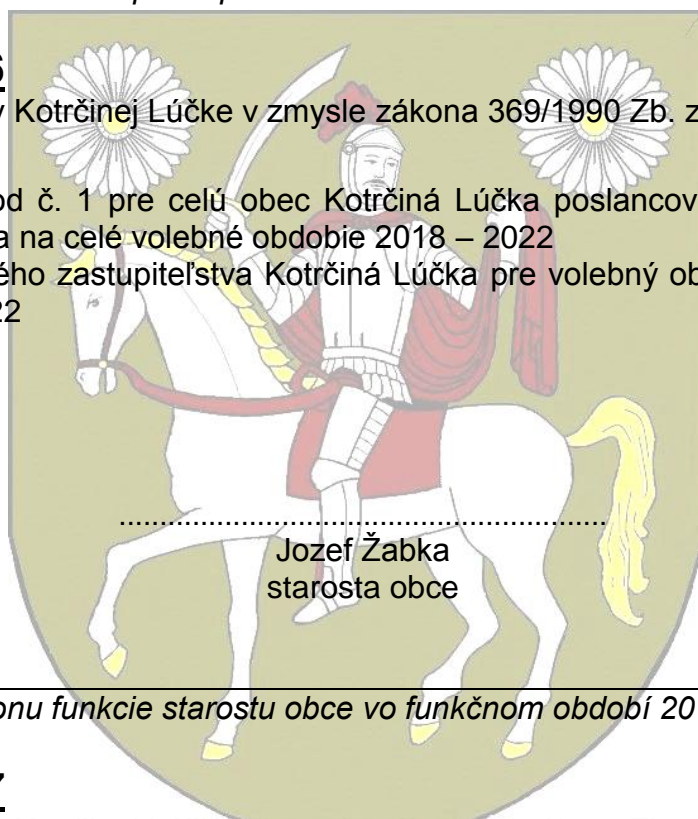 v Kotrčinej Lúčke v zmysle zákona 369/1990 Zb. z
od č. 1 pre celú obec Kotrčiná Lúčka poslancov
a na celé volebné obdobie 2018 – 2022
ého zastupiteľstva Kotrčiná Lúčka pre volebný ob
22
............................................................
Jozef Žabka
starosta obce
onu funkcie starostu obce vo funkčnom období 20